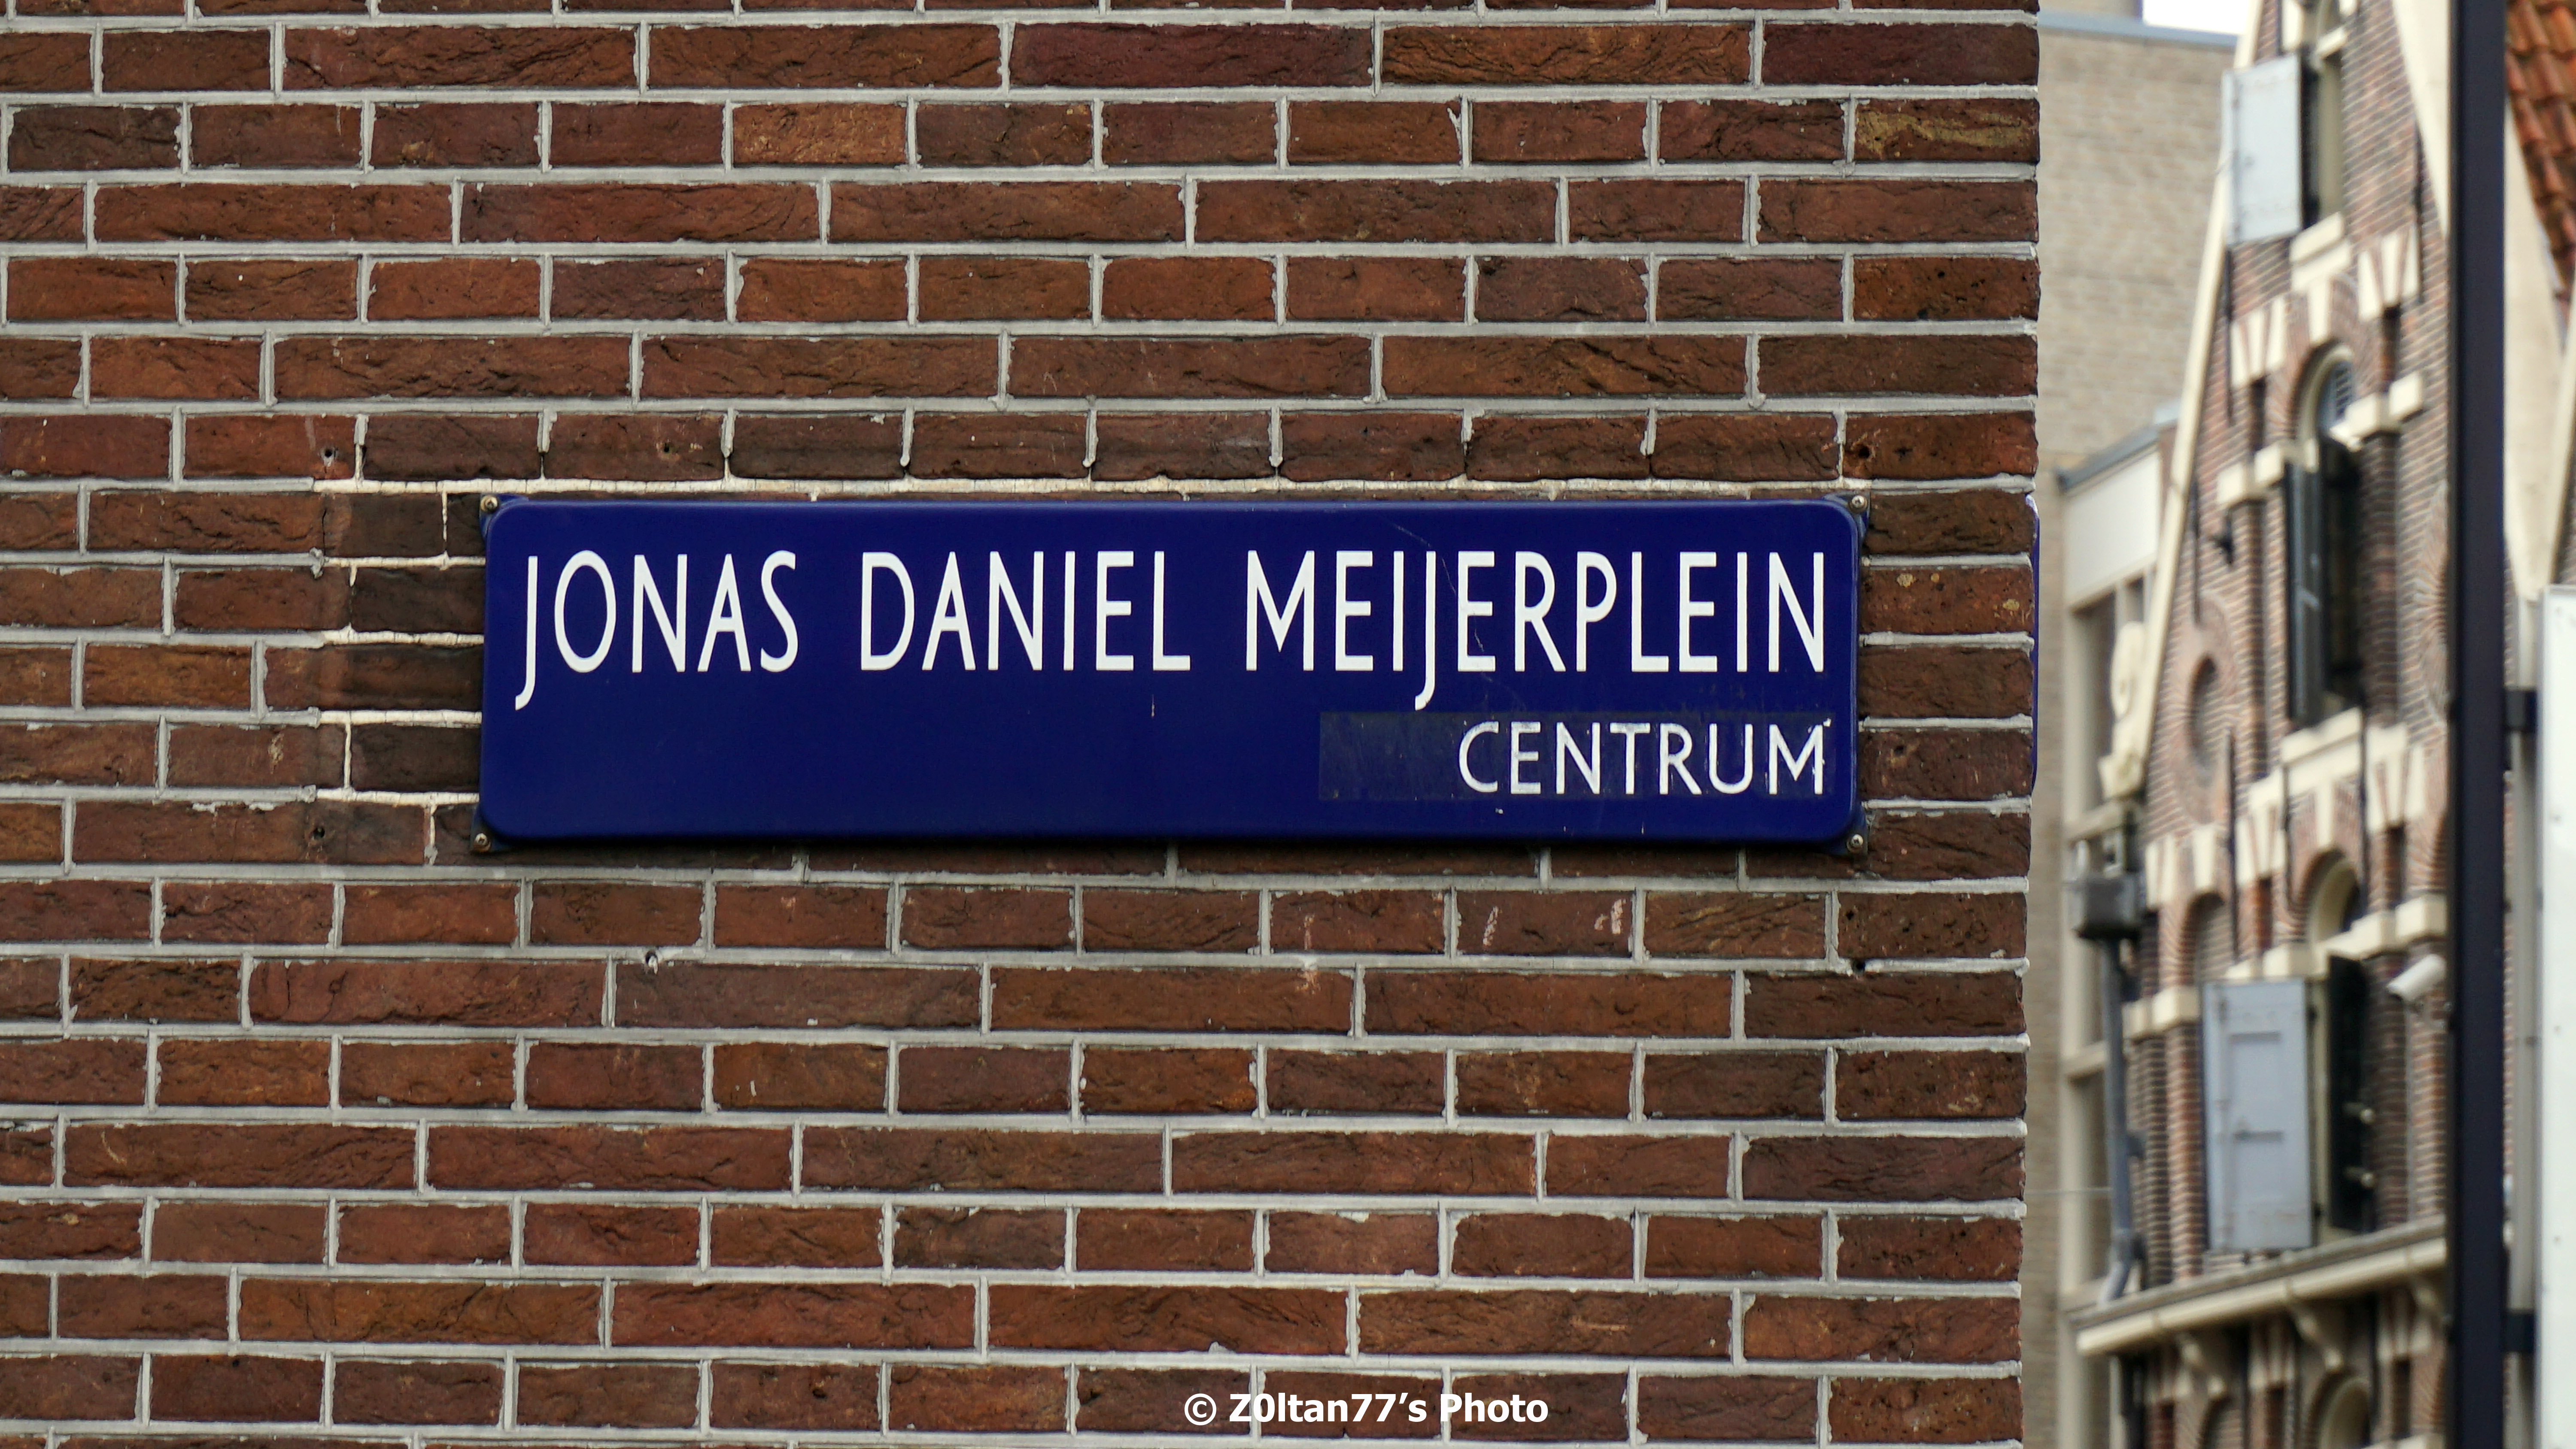 JONAS DANIEL MEIJERPLEIN
CENTRUM
© Z0ltan77’s Photo